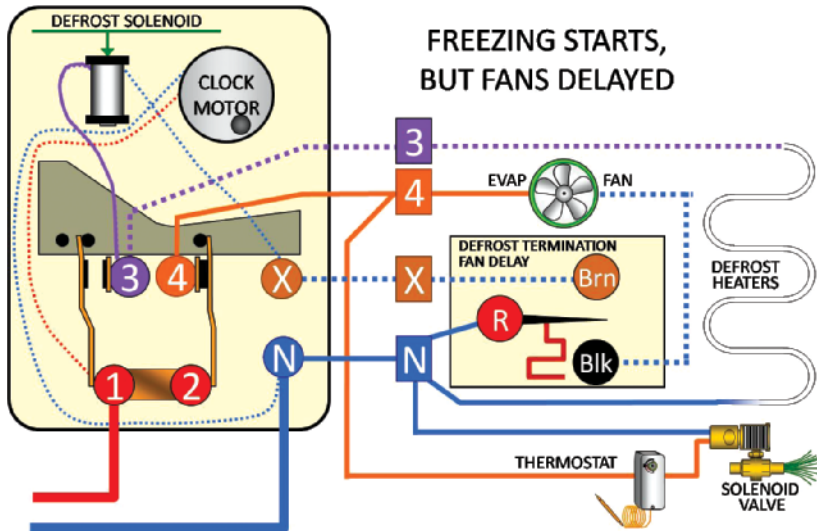 DEFROST SOLENOID
CLOCK
MOTOR
FREEZING STARTS,
BUT FANS DELAYED
3
4
EVAP
FAN
DEFROST TERMINATION
FAN DELAY
DEFROST
HEATERS
3
4
X
X
Brn
R
N
N
Blk
1
2
THERMOSTAT
SOLENOID
VALVE